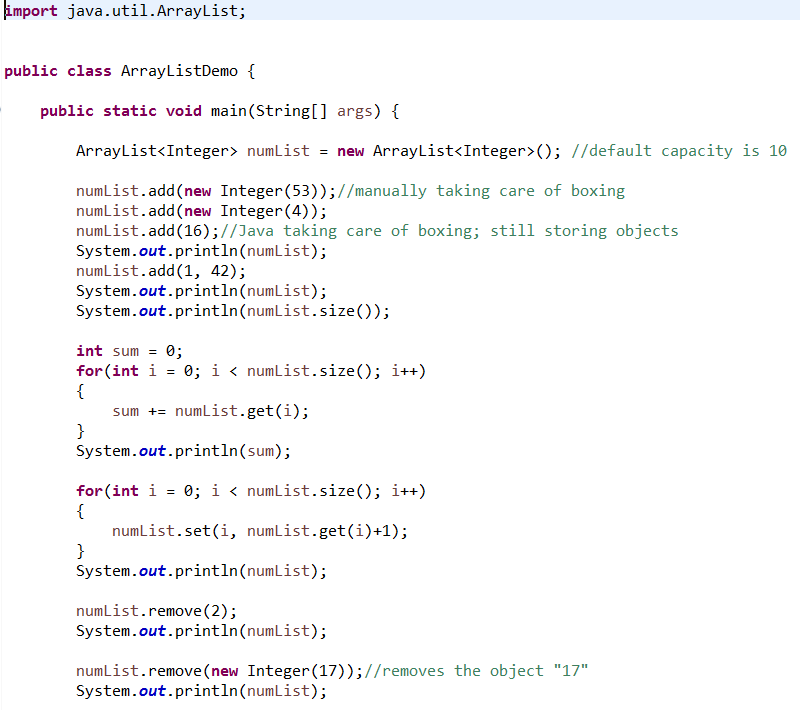 import java.util.ArrayList;
public class ArrayListDemo {
public static void main(String[] args) {
ArrayList<Integer> numList = new ArrayList<Integer>(); //default capacity is 10
numList.add(new Integer(53));//manually taking care of boxing
numList.add(new Integer(4));
numList.add(16);//Java taking care of boxing; still storing objects
System.out.println(numList);
numList.add(1, 42);
System.out.println(numList);
System.out.println(numList.size());
int sum = 0;
for(int i = 0; i < numList.size(); i++)
{
sum += numList.get(i);
}
System.out.println(sum);
for(int i = 0; i < numList.size(); i++)
{
numList.set(i, numList.get(i)+1);
}
System.out.println(numList);
numList.remove(2);
System.out.println(numList);
numList.remove(new Integer(17));//removes the object "17"
System.out.println(numList);